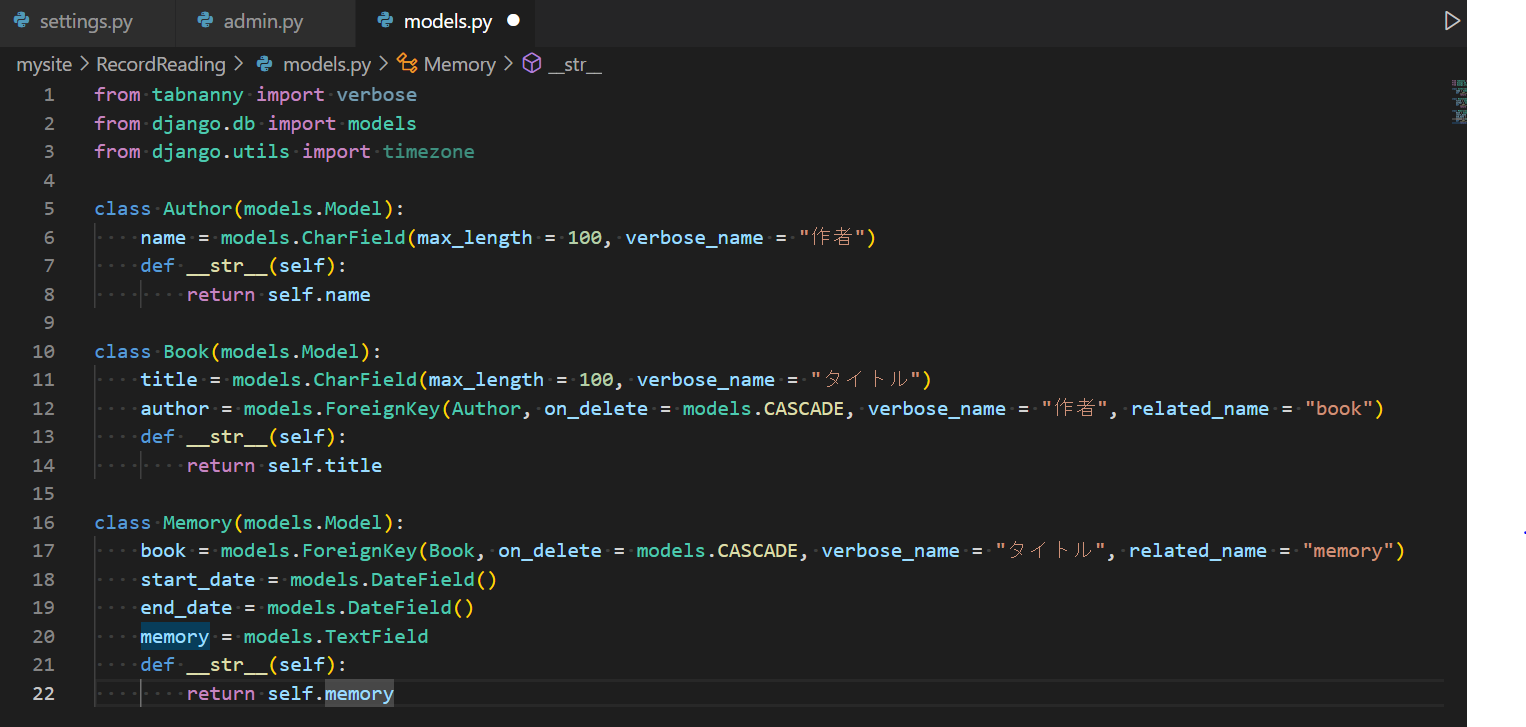 settings.py admin.py models.py
mysite > RecordReading > models.py > Memory > __str__
1 from tabnanny import verbose
2 from django.db import models
3 from django.utils import timezone
4
5 class Author(models.Model):
6     name = models.CharField(max_length = 100, verbose_name = "作者")
7     def __str__(self):
8         return self.name
9
10 class Book(models.Model):
11     title = models.CharField(max_length = 100, verbose_name = "タイトル")
12     author = models.ForeignKey(Author, on_delete = models.CASCADE, verbose_name = "作者", related_name = "book")
13     def __str__(self):
14         return self.title
15
16 class Memory(models.Model):
17     book = models.ForeignKey(Book, on_delete = models.CASCADE, verbose_name = "タイトル", related_name = "memory")
18     start_date = models.DateField()
19     end_date = models.DateField()
20     memory = models.TextField
21     def __str__(self):
22         return self.memory